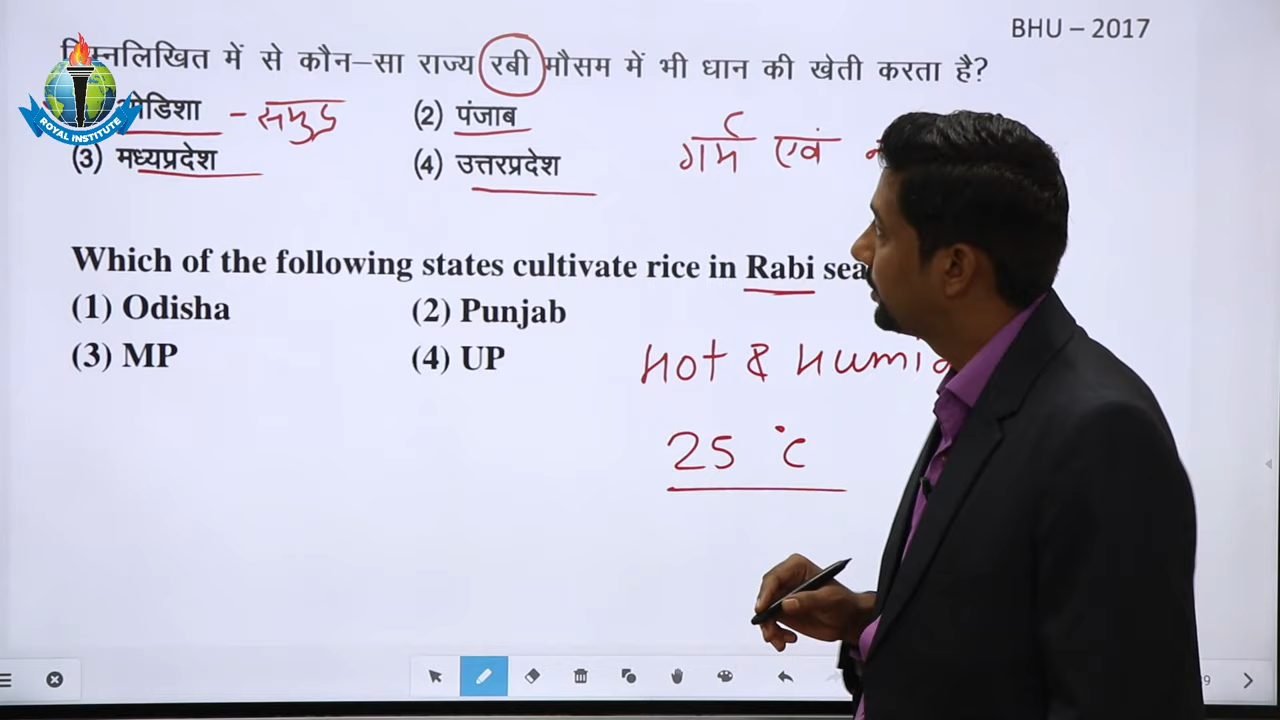 BHU – 2017
निम्नलिखित में से कौन–सा राज्य रबी मौसम में भी धान की खेती करता है?
ओडिशा - समुद्र (2) पंजाब
(3) मध्यप्रदेश (4) उत्तरप्रदेश
गर्म एवं
Which of the following states cultivate rice in Rabi sea
(1) Odisha (2) Punjab
(3) MP (4) UP
Hot & Humid
25 °C
ROYAL INSTITUTE